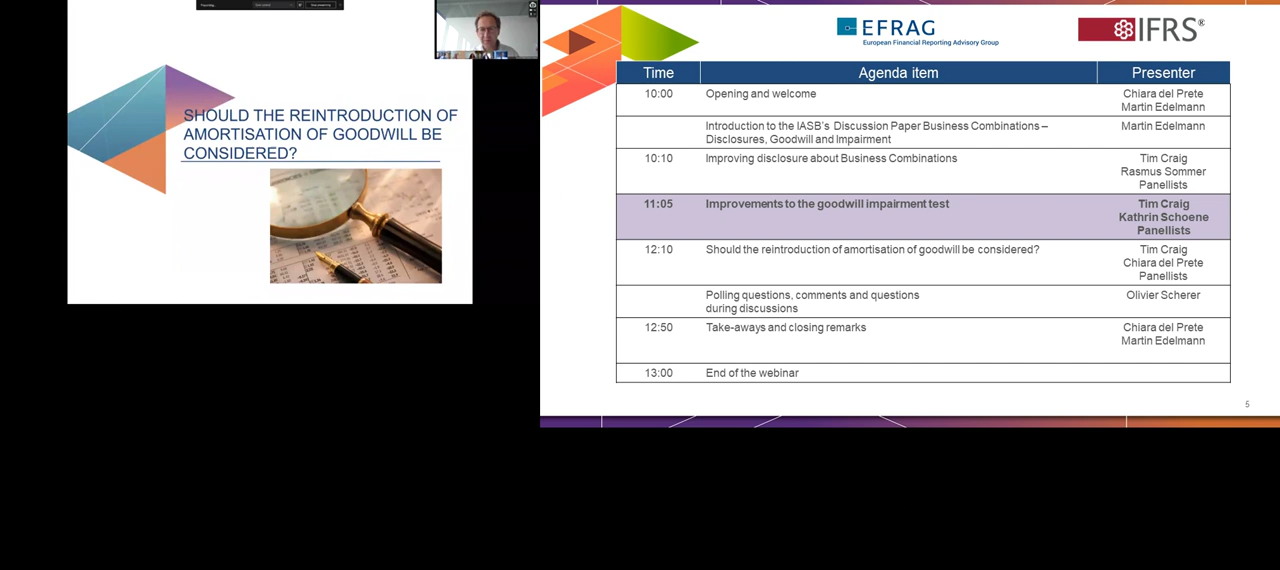 SHOULD THE REINTRODUCTION OF
AMORTISATION OF GOODWILL BE
CONSIDERED?
EFRAG
European Financial Reporting Advisory Group
IFRS®
Time Agenda item Presenter
10:00 Opening and welcome Chiara del Prete
Martin Edelmann
Introduction to the IASB's Discussion Paper Business Combinations – Martin Edelmann
Disclosures, Goodwill and Impairment
10:10 Improving disclosure about Business Combinations Tim Craig
Rasmus Sommer
Panellists
11:05 Improvements to the goodwill impairment test Tim Craig
Kathrin Schoene
Panellists
12:10 Should the reintroduction of amortisation of goodwill be considered? Tim Craig
Chiara del Prete
Panellists
Polling questions, comments and questions Olivier Scherer
during discussions
12:50 Take-aways and closing remarks Chiara del Prete
Martin Edelmann
13:00 End of the webinar
5